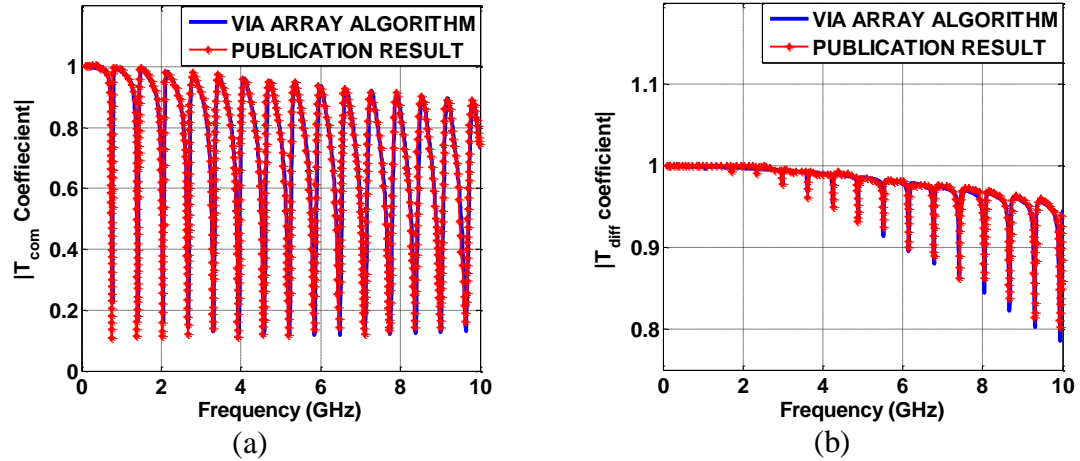 VIA ARRAY ALGORITHM
PUBLICATION RESULT
|T_com Coeffiecient|
1
0.8
0.6
0.4
0.2
0
0 2 4 6 8 10
Frequency (GHz)
(a)
VIA ARRAY ALGORITHM
PUBLICATION RESULT
|T_diff coefficient|
1.1
1
0.9
0.8
0 2 4 6 8 10
Frequency (GHz)
(b)